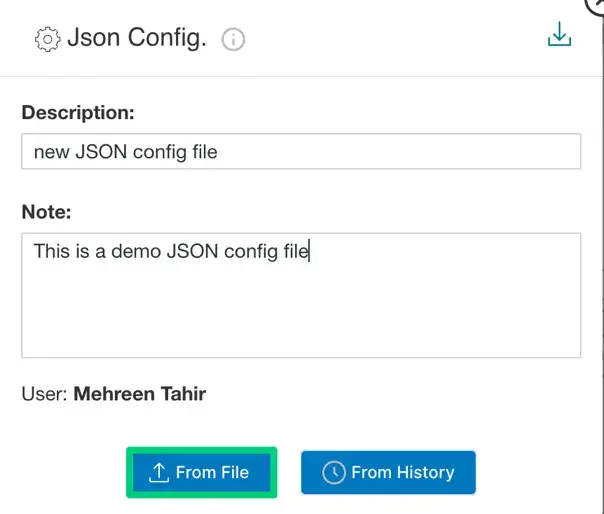 Json Config.
Description:
new JSON config file
Note:
This is a demo JSON config file
User: Mehreen Tahir
From File
From History